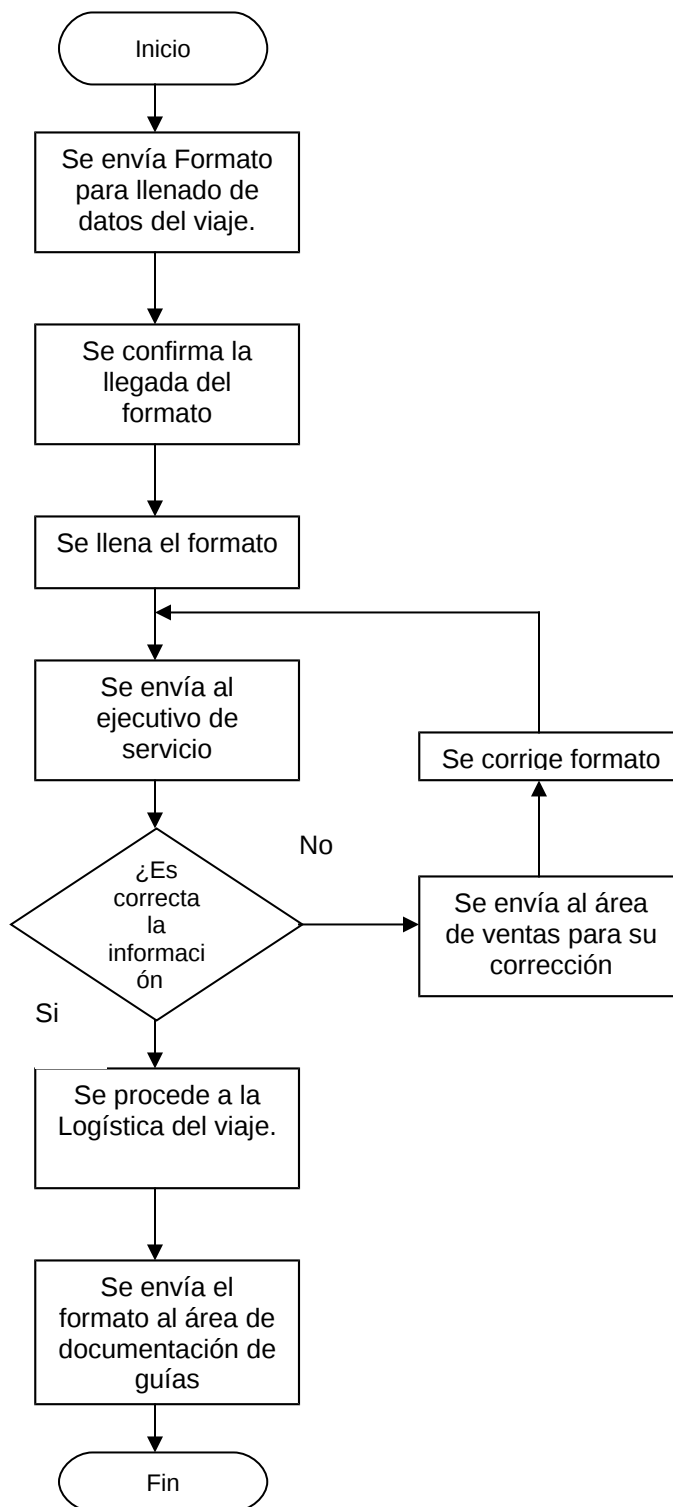 Inicio
Se envía Formato
para llenado de
datos del viaje.
Se confirma la
llegada del
formato
Se llena el formato
Se envía al
ejecutivo de
servicio
Se corrige formato
No
¿Es
correcta
la
informaci
ón
Se envía al área
de ventas para su
corrección
Si
Se procede a la
Logística del viaje.
Se envía el
formato al área de
documentación de
guías
Fin